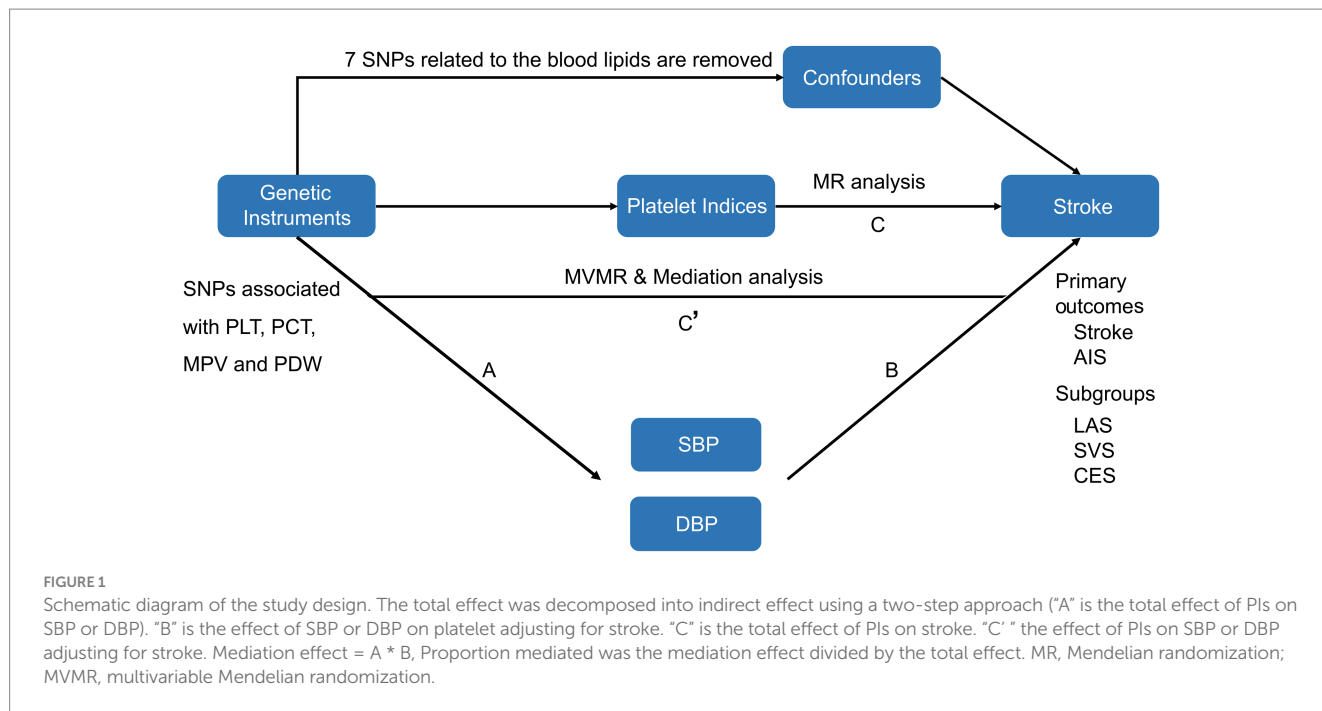 7 SNPs related to the blood lipids are removed
Confounders
Genetic
Instruments
Platelet Indices
MR analysis
C
Stroke
SNPs associated
with PLT, PCT,
MPV and PDW
MVMR & Mediation analysis
C’
A
B
Primary
outcomes
Stroke
AIS
Subgroups
LAS
SVS
CES
SBP
DBP
FIGURE 1
Schematic diagram of the study design. The total effect was decomposed into indirect effect using a two-step approach (“A” is the total effect of PIs on
SBP or DBP). “B” is the effect of SBP or DBP on platelet adjusting for stroke. “C” is the total effect of PIs on stroke. “C’ ” the effect of PIs on SBP or DBP
adjusting for stroke. Mediation effect = A * B, Proportion mediated was the mediation effect divided by the total effect. MR, Mendelian randomization;
MVMR, multivariable Mendelian randomization.